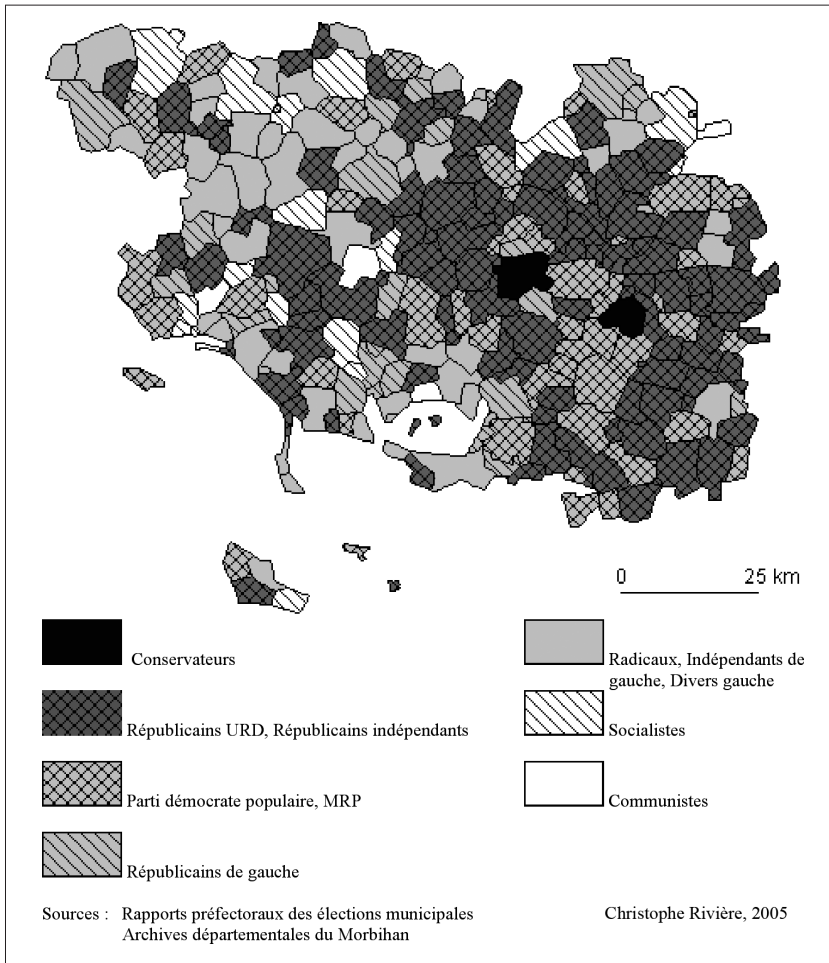 0 25 km
Conservateurs
Républicains URD, Républicains indépendants
Parti démocrate populaire, MRP
Républicains de gauche
Radicaux, Indépendants de
gauche, Divers gauche
Socialistes
Communistes
Sources : Rapports préfectoraux des élections municipales
Archives départementales du Morbihan
Christophe Rivière, 2005